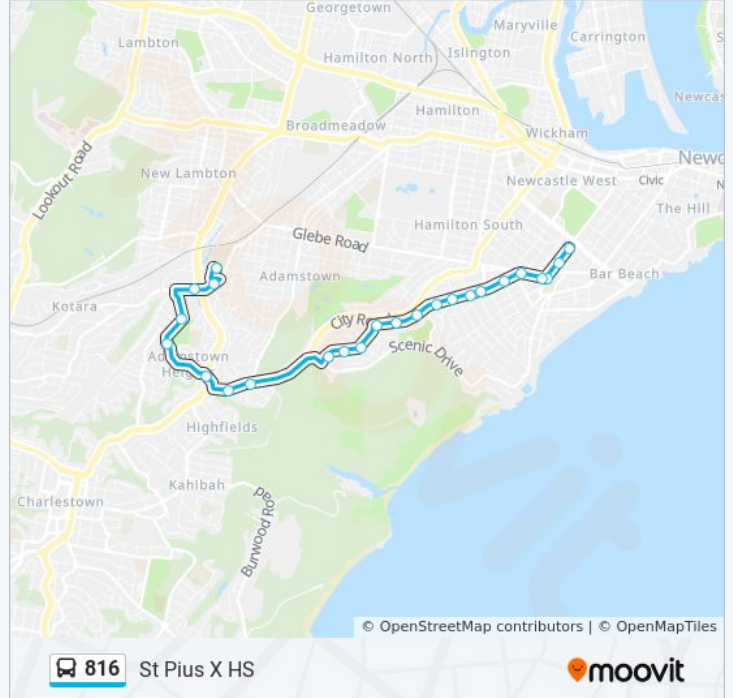 Georgetown
Maryville
Lambton
Carrington
Hamilton North
Islington
Newcas
Hamilton
Broadmeadow
Wickham
Lookout Road
New Lambton
Newc
Newcastle West
Civic
N
The Hill
Hamilton South
Glebe Road
Adamstown
Bar Beach
Kotara
City Road
Scenic Drive
Adamstown
Heights
Highfields
Kahibah
Charlestown
Burwood Road
© OpenStreetMap contributors | © OpenMapTiles
816 St Pius X HS
moovit